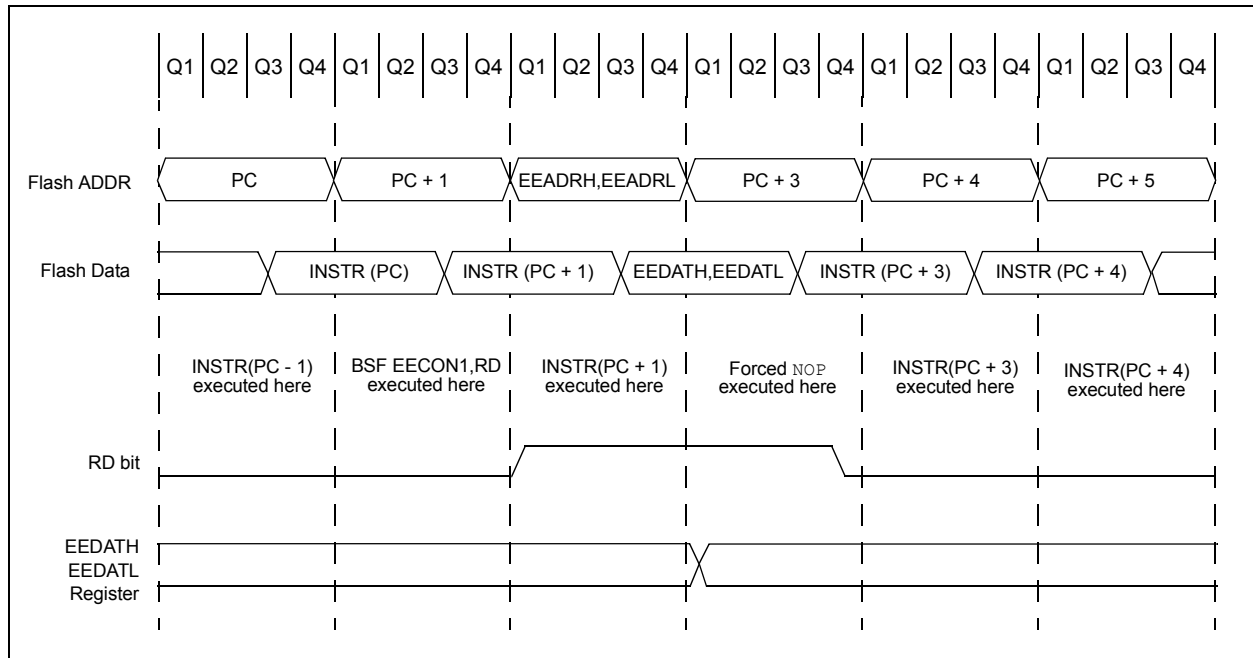 Q1 Q2 Q3 Q4 Q1 Q2 Q3 Q4 Q1 Q2 Q3 Q4 Q1 Q2 Q3 Q4 Q1 Q2 Q3 Q4 Q1 Q2 Q3 Q4
Flash ADDR PC PC + 1 EEADRH,EEADRL PC + 3 PC + 4 PC + 5
Flash Data INSTR (PC) INSTR (PC + 1) EEDATH,EEDATL INSTR (PC + 3) INSTR (PC + 4)
INSTR(PC - 1) BSF EECON1,RD INSTR(PC + 1) Forced NOP INSTR(PC + 3) INSTR(PC + 4)
executed here executed here executed here executed here executed here executed here
RD bit
EEDATH
EEDATL
Register